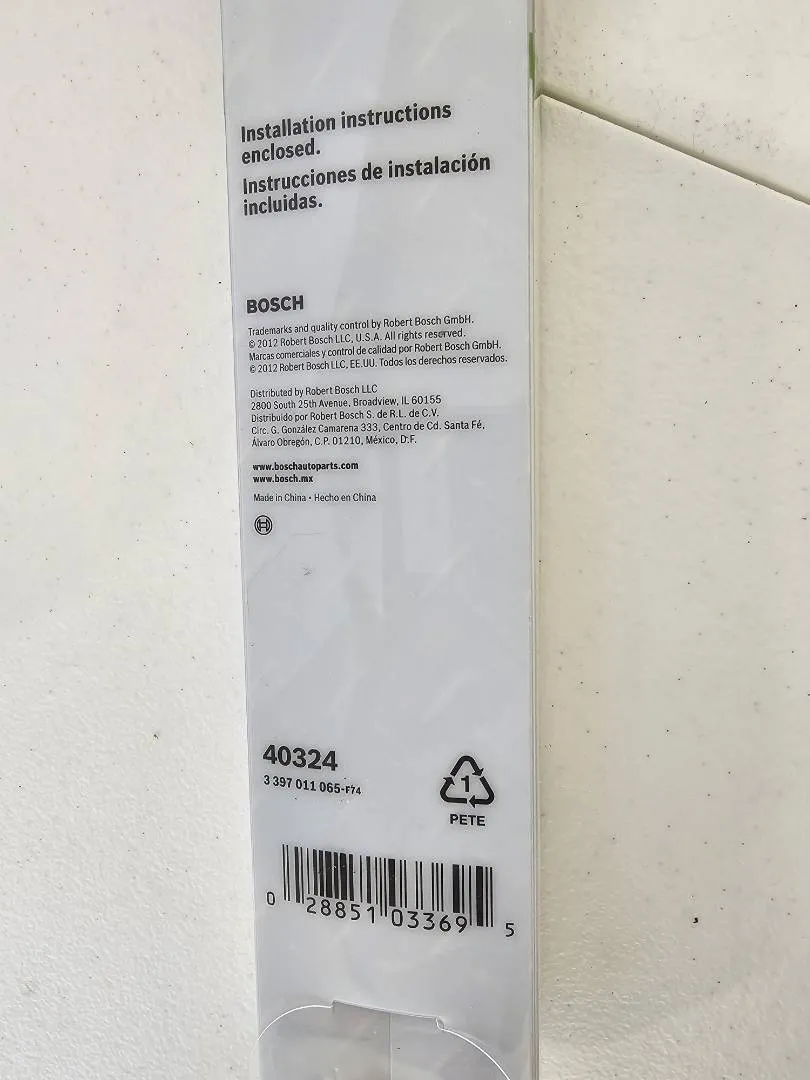 Installation instructions
enclosed.
Instrucciones de instalación
incluidas.
BOSCH
Trademarks and quality control by Robert Bosch GmbH.
© 2012 Robert Bosch LLC, U.S.A. All rights reserved.
Marcas comerciales y control de calidad por Robert Bosch GmbH.
© 2012 Robert Bosch LLC, EE.UU. Todos los derechos reservados.
Distributed by Robert Bosch LLC
2800 South 25th Avenue, Broadview, IL 60155
Distribuido por Robert Bosch S. de R.L. de C.V.
Circ. G. González Camarena 333, Centro de Cd. Santa Fé,
Álvaro Obregón, C.P. 01210, México, D.F.
www.boschautoparts.com
www.bosch.mx
Made in China • Hecho en China
40324
3 397 011 065-F74
1
PETE
0 28851 03369 5